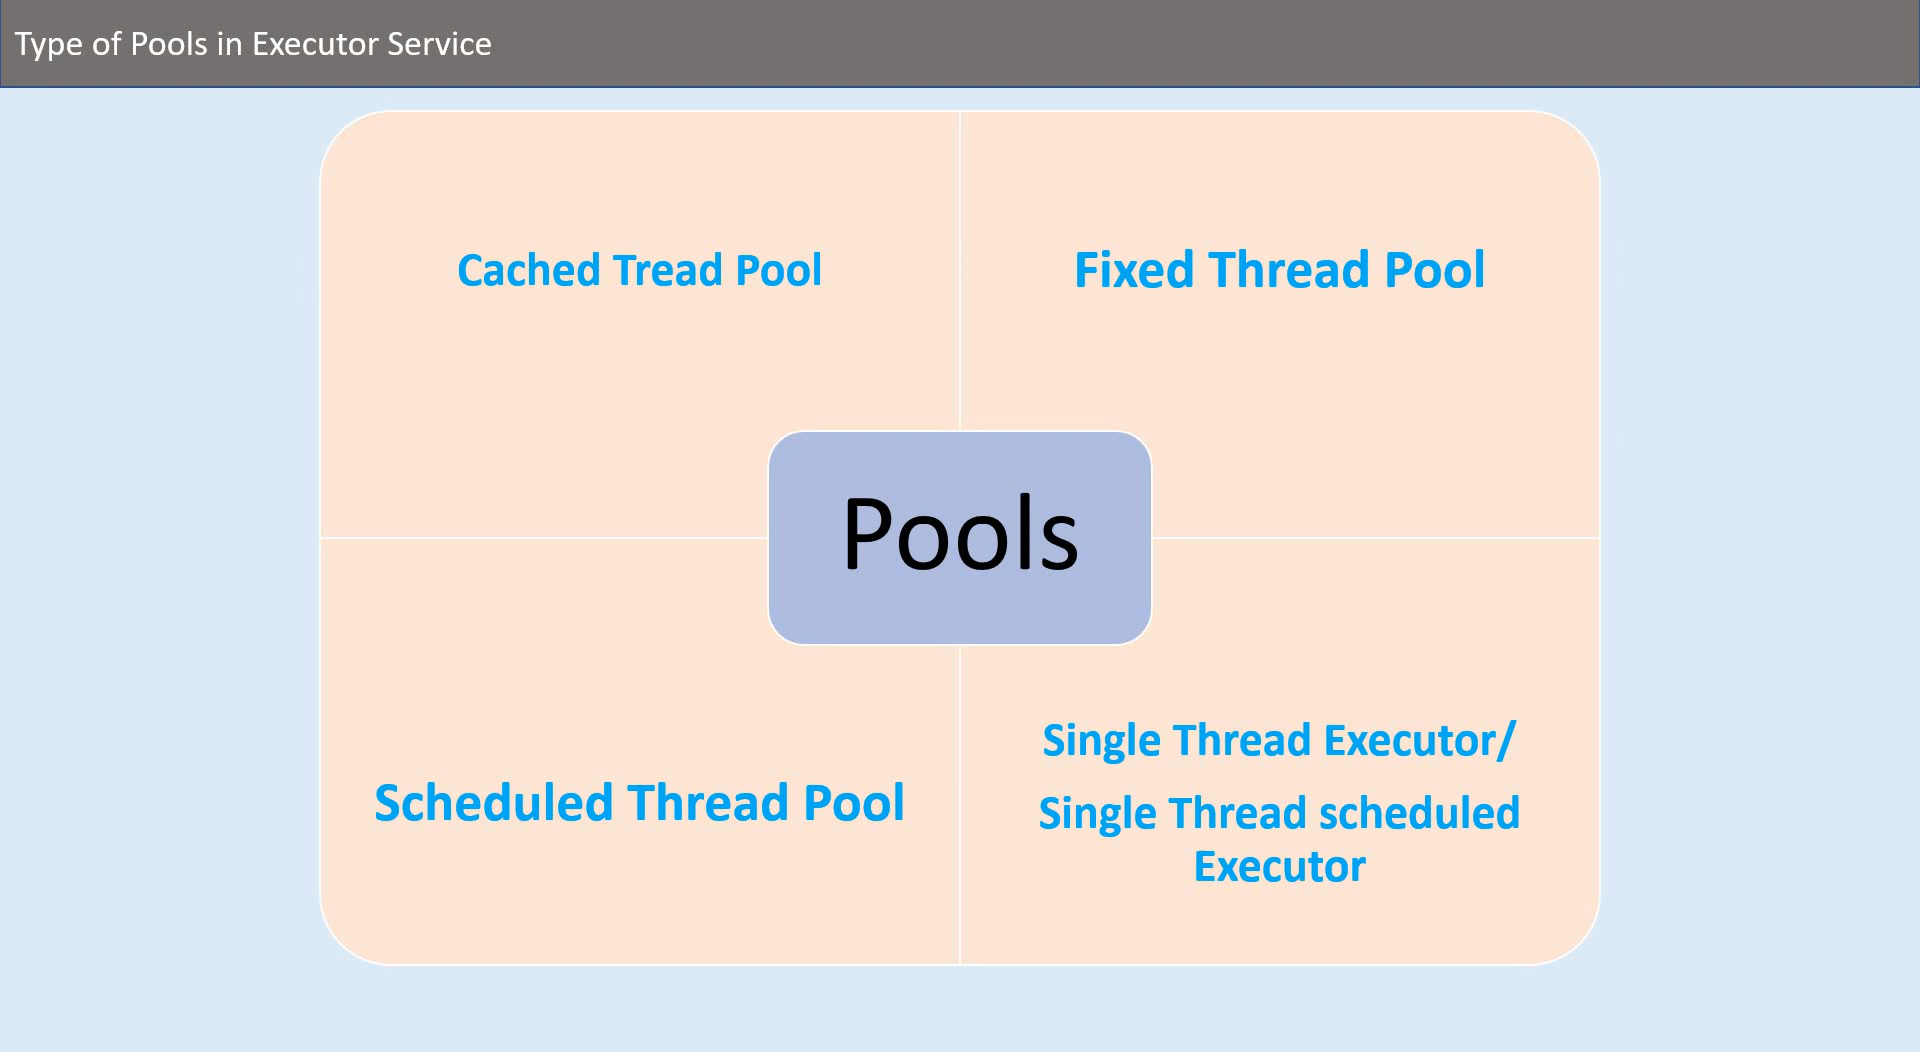 Type of Pools in Executor Service
Cached Tread Pool
Fixed Thread Pool
Pools
Scheduled Thread Pool
Single Thread Executor/
Single Thread scheduled
Executor